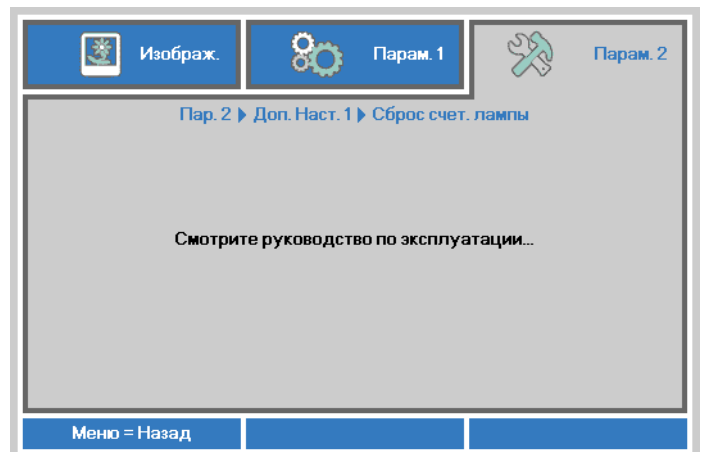 Изображ.
Парам. 1
Парам. 2
Пар. 2 Доп. Наст. 1 Сброс счет. лампы
Смотрите руководство по эксплуатации...
Меню = Назад